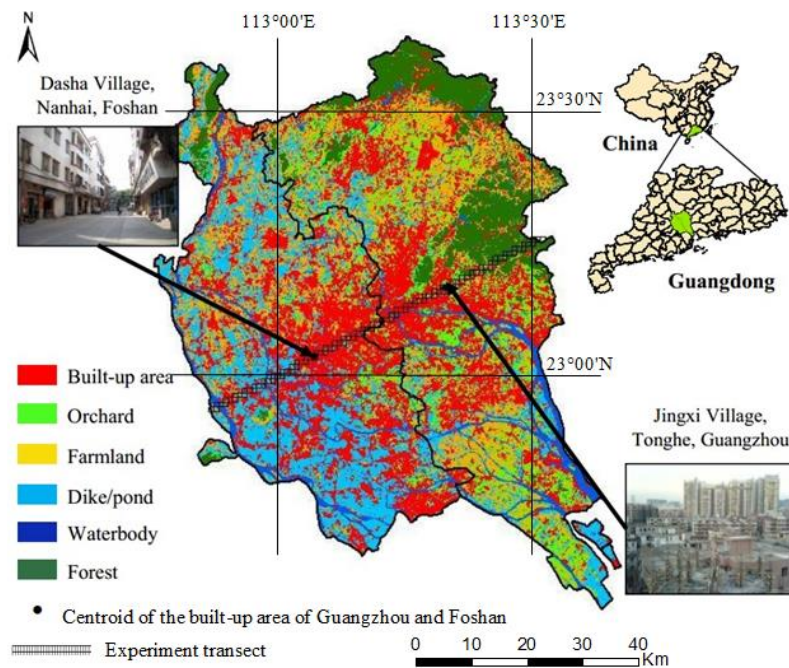 N
113°00'E
113°30'E
Dasha Village,
Nanhai, Foshan
23°30'N
China
Guangdong
23°00'N
Built-up area
Orchard
Farmland
Dike/pond
Waterbody
Forest
Jingxi Village,
Tonghe, Guangzhou
Centroid of the built-up area of Guangzhou and Foshan
Experiment transect
0 10 20 30 40
Km